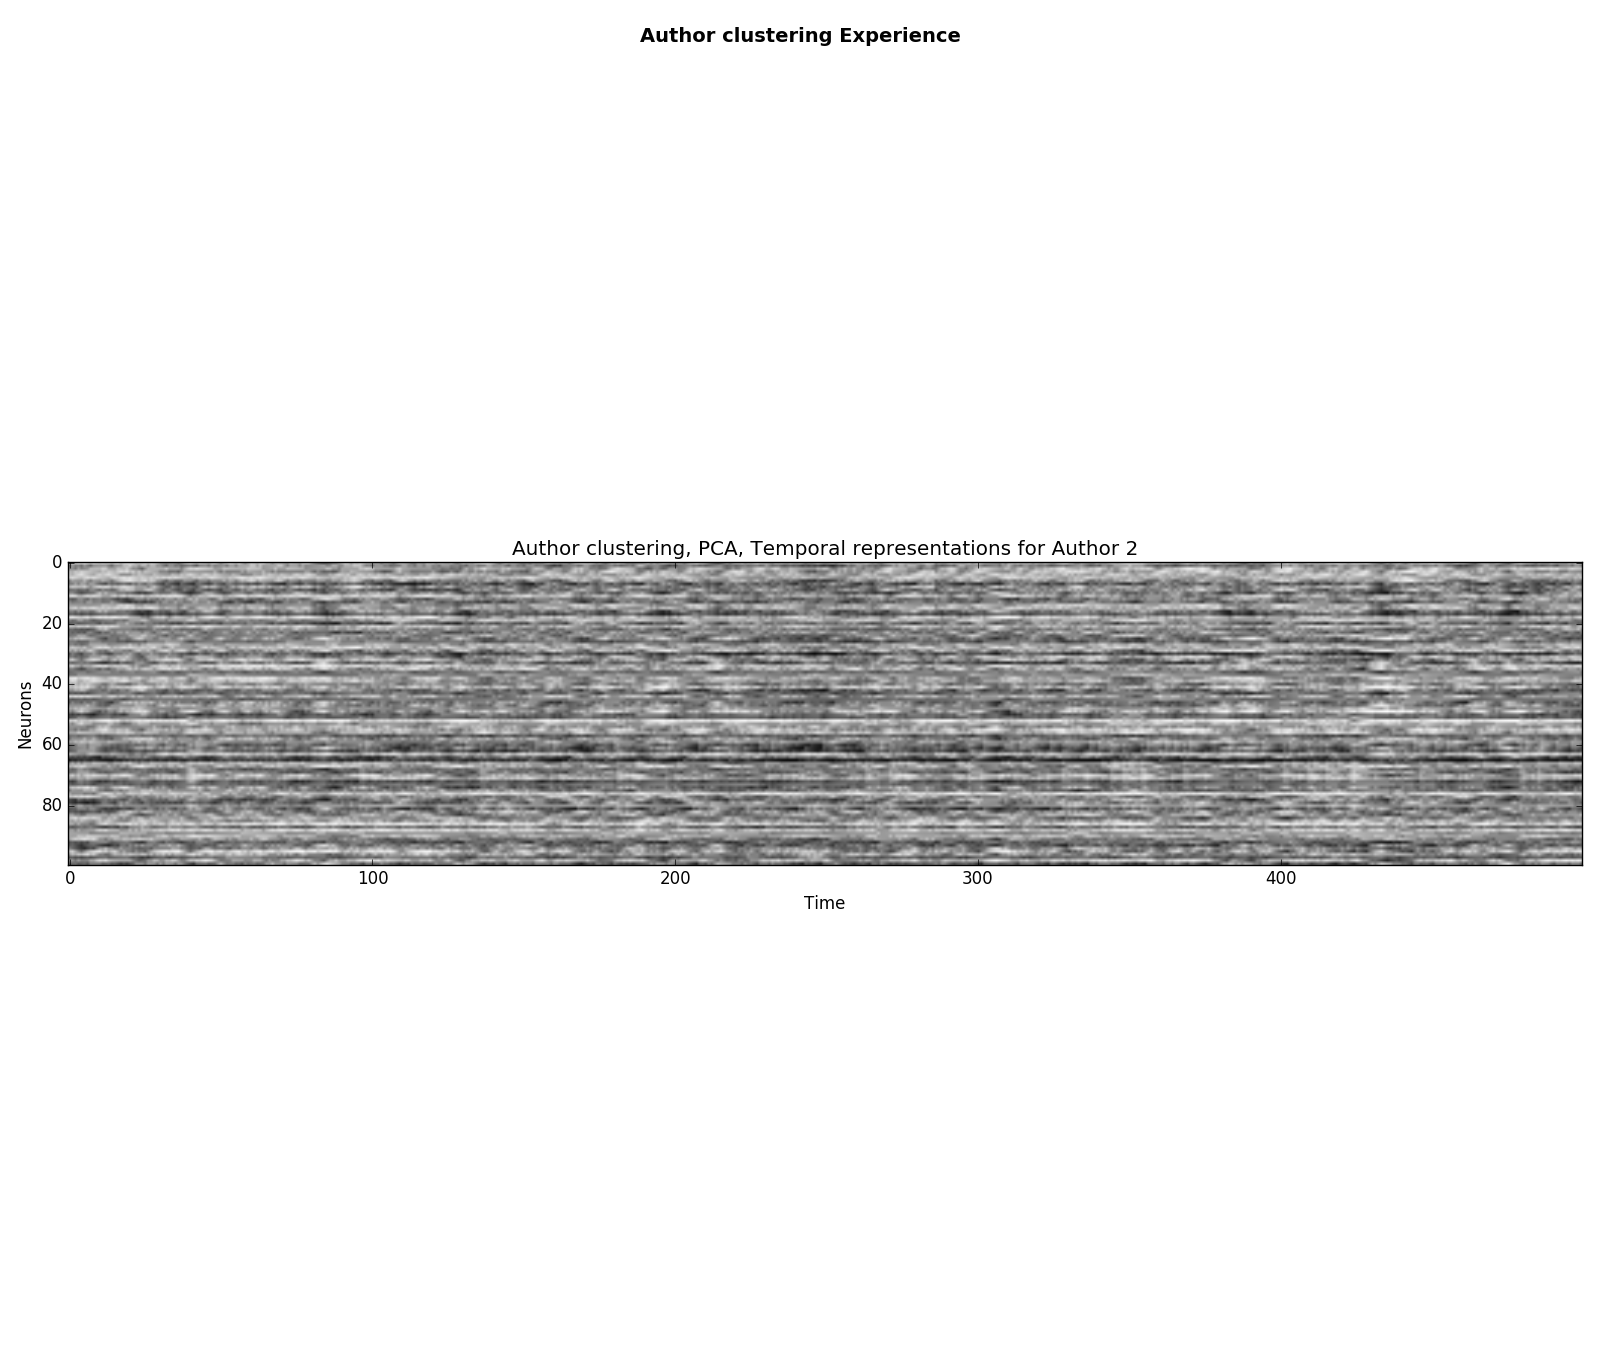 Author clustering Experience
Author clustering, PCA, Temporal representations for Author 2
0
20
40
60
80
Neurons
0 100 200 300 400
Time